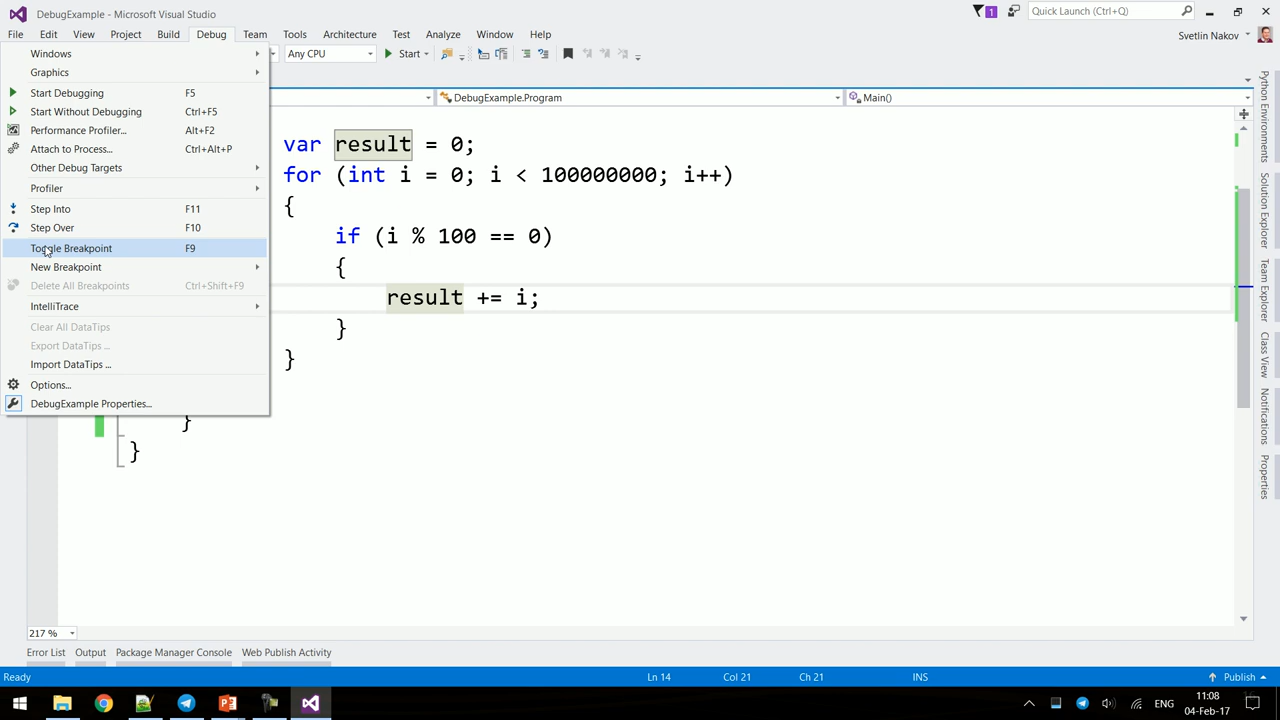 DebugExample - Microsoft Visual Studio
1
Quick Launch (Ctrl+Q)
File Edit View Project Build Debug Team Tools Architecture Test Analyze Window Help
Svetlin Nakov
Any CPU Start
DebugExample.Program Main()
Windows
Graphics
Start Debugging F5
Start Without Debugging Ctrl+F5
Performance Profiler... Alt+F2
Attach to Process... Ctrl+Alt+P
Other Debug Targets
Profiler
Step Into F11
Step Over F10
Toggle Breakpoint F9
New Breakpoint
Delete All Breakpoints Ctrl+Shift+F9
IntelliTrace
Clear All DataTips
Export DataTips ...
Import DataTips ...
Options...
DebugExample Properties...
var result = 0;
for (int i = 0; i < 100000000; i++)
{
if (i % 100 == 0)
{
result += i;
}
}
}
}
Python Environments
Solution Explorer
Team Explorer
Class View
Notifications
Properties
217 %
Error List Output Package Manager Console Web Publish Activity
Ready Ln 14 Col 21 Ch 21 INS Publish
ENG
11:08
04-Feb-17